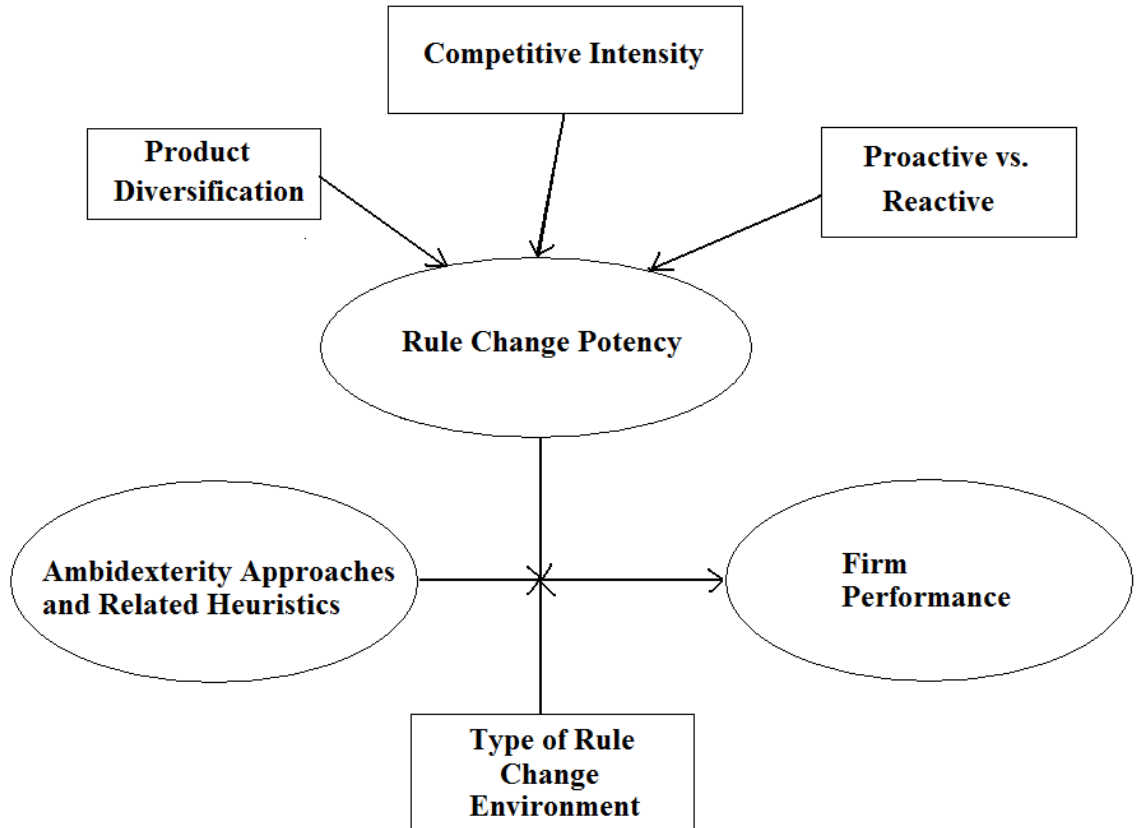 Competitive Intensity
Product
Diversification
Proactive vs.
Reactive
Rule Change Potency
Ambidexterity Approaches
and Related Heuristics
Firm
Performance
Type of Rule
Change
Environment